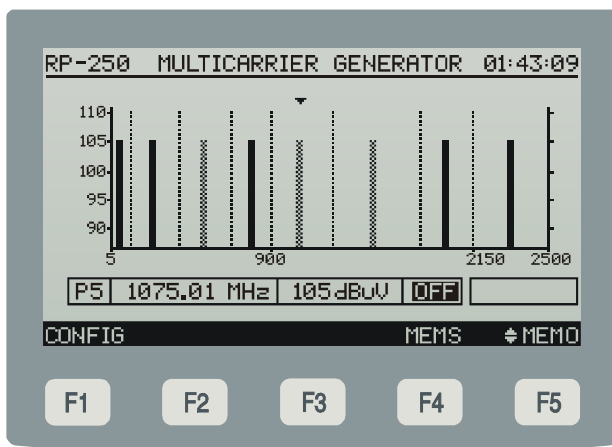 RP-250 MULTICARRIER GENERATOR 01:43:09
110
105
100
95
90
5 900 2150 2500
P5 1075.01 MHz 105dBuV OFF
CONFIG MEMS MEMO
F1 F2 F3 F4 F5